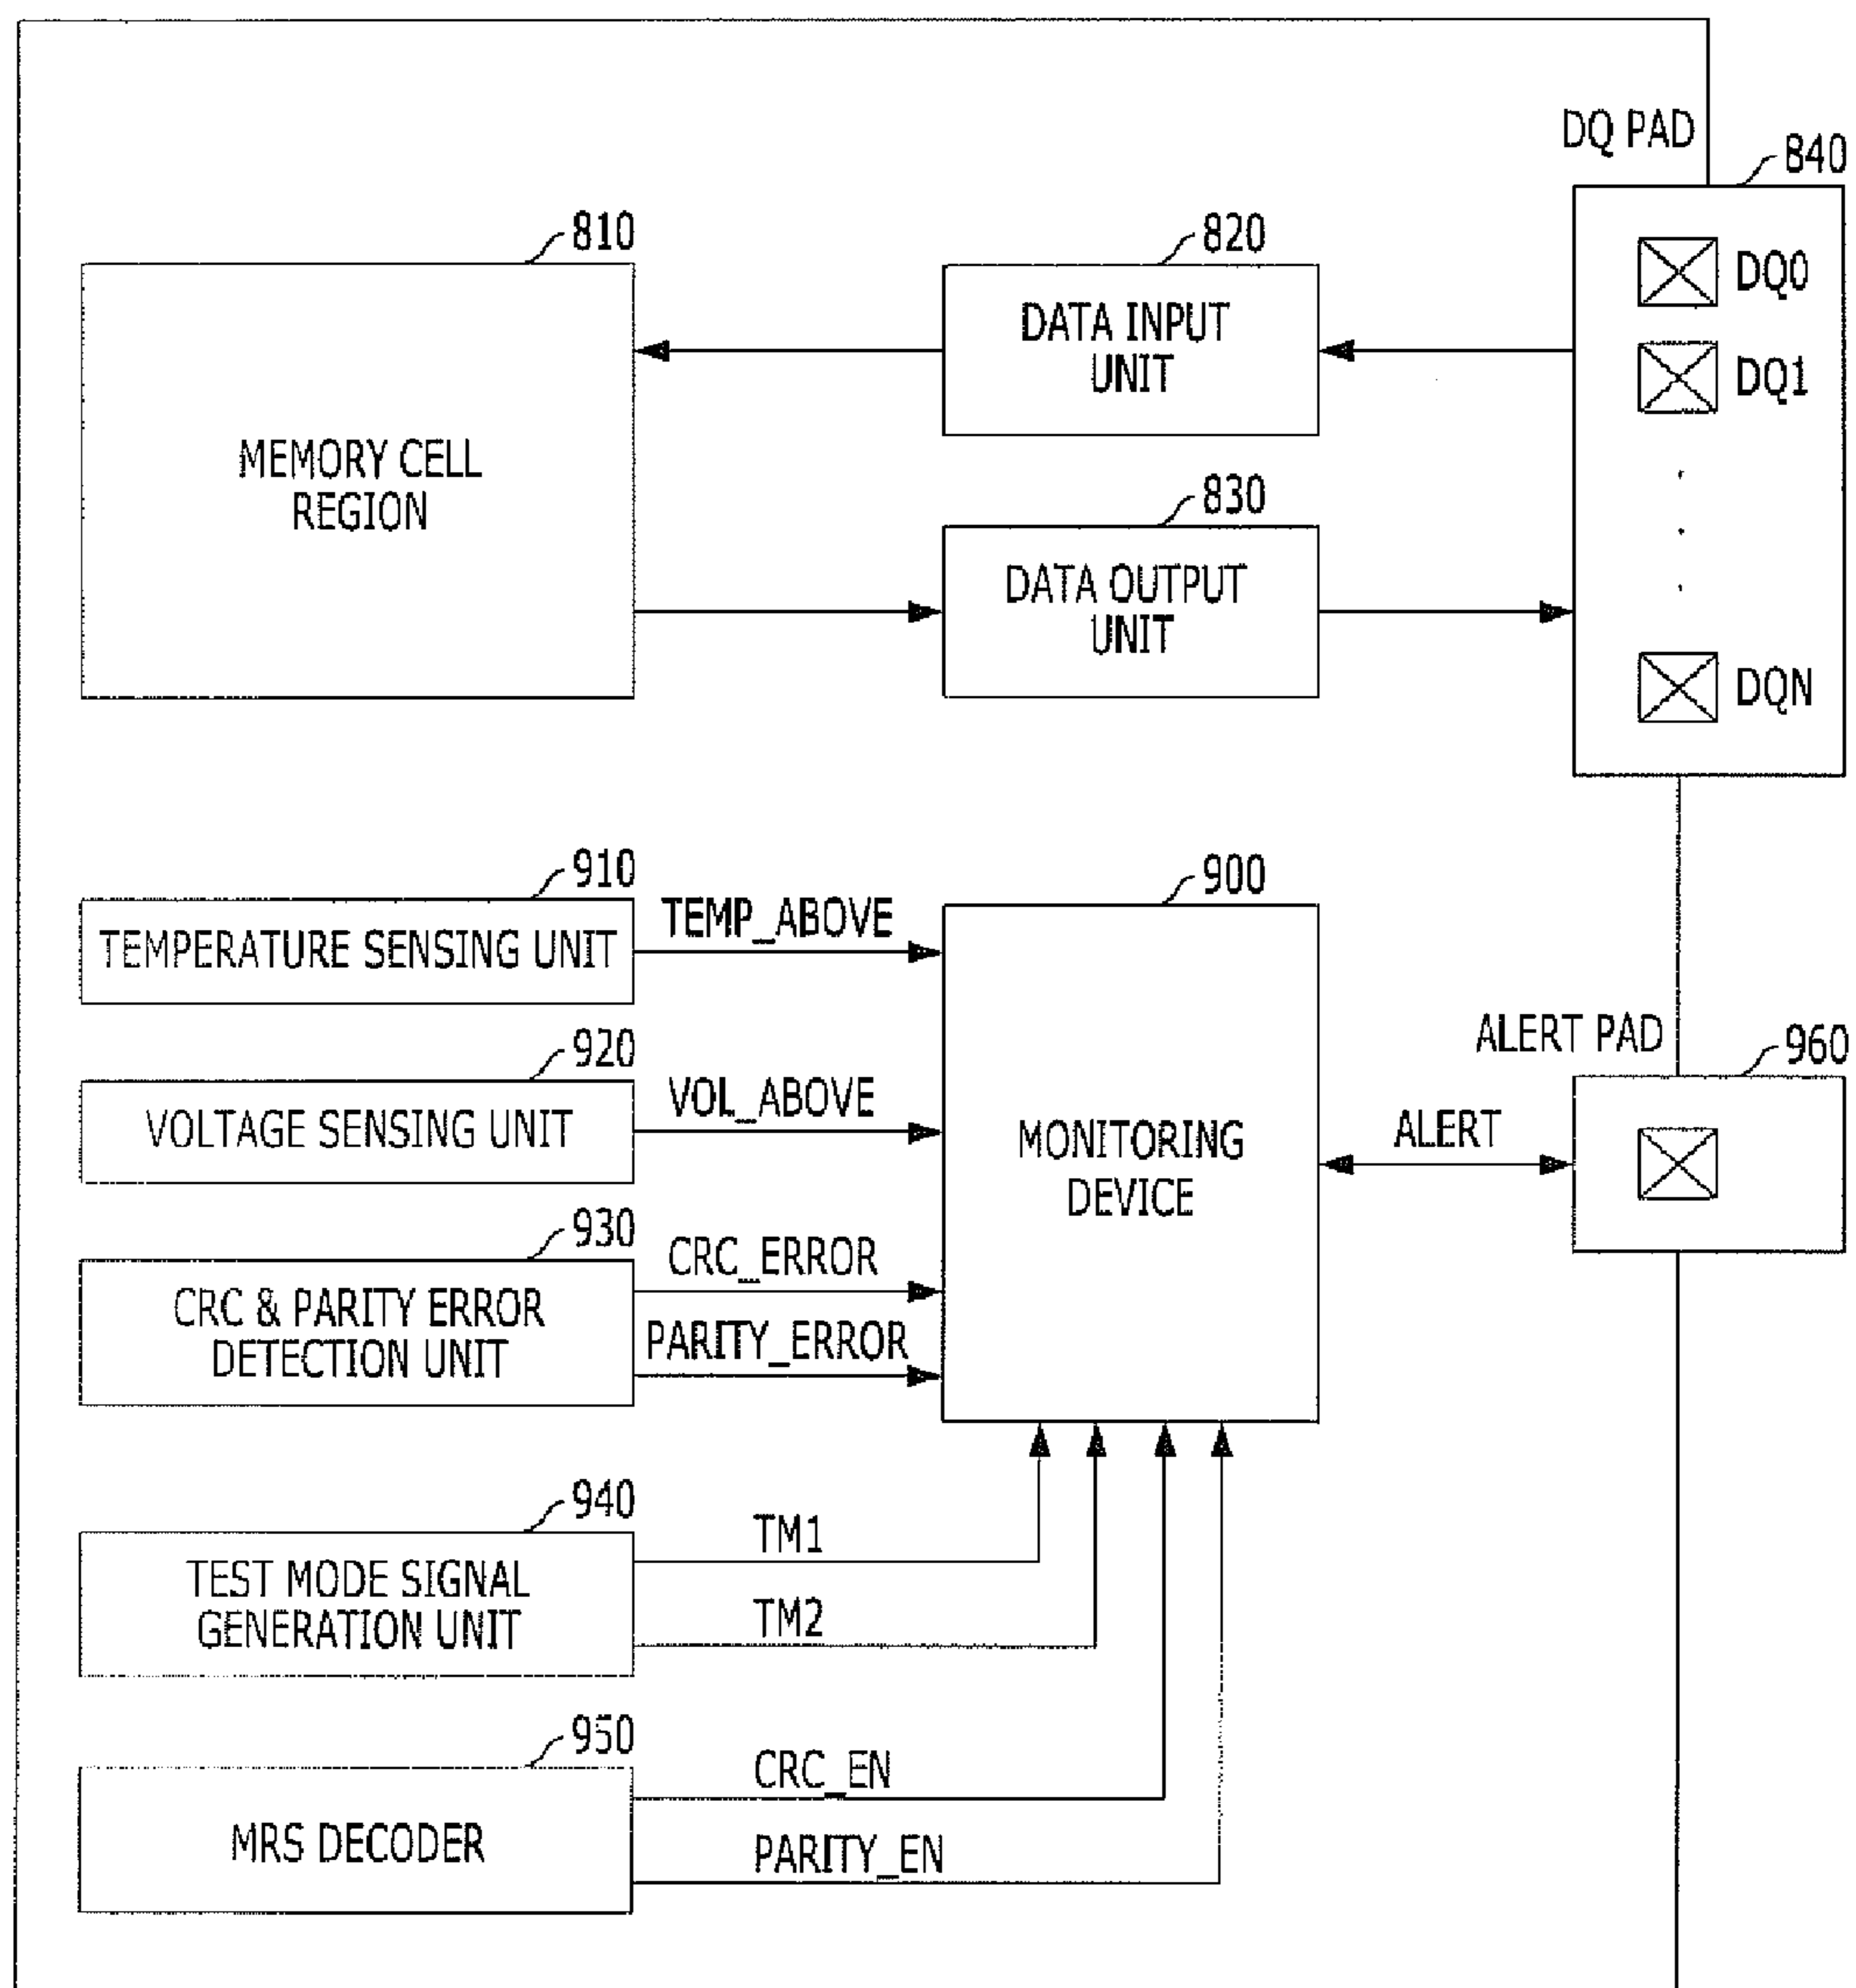 DQ PAD
840
810
820
DQ0
DATA INPUT
UNIT
DQ1
MEMORY CELL
REGION
830
DATA OUTPUT
UNIT
DQN
910
900
TEMPERATURE SENSING UNIT
TEMP_ABOVE
920
ALERT PAD
960
VOLTAGE SENSING UNIT
VOL_ABOVE
MONITORING
DEVICE
ALERT
930
CRC & PARITY ERROR
DETECTION UNIT
CRC_ERROR
PARITY_ERROR
940
TEST MODE SIGNAL
GENERATION UNIT
TM1
TM2
950
MRS DECODER
CRC_EN
PARITY_EN